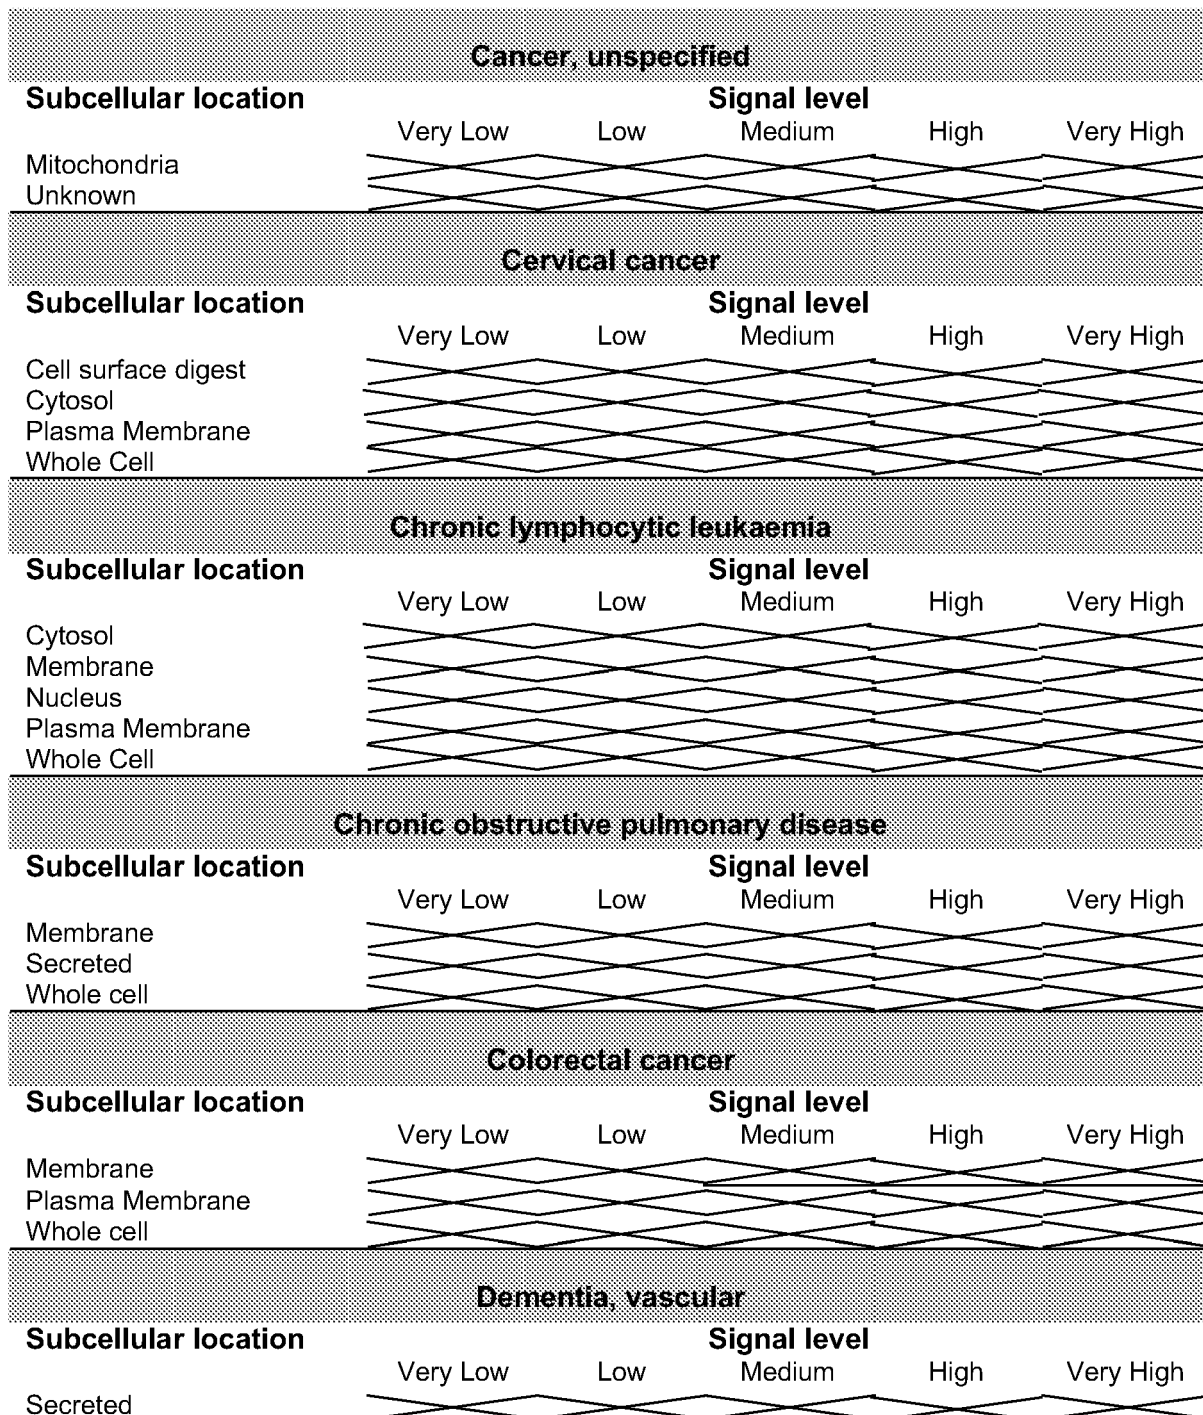 Cancer, unspecified
Subcellular location Signal level
Very Low Low Medium High Very High
Mitochondria
Unknown
Cervical cancer
Subcellular location Signal level
Very Low Low Medium High Very High
Cell surface digest
Cytosol
Plasma Membrane
Whole Cell
Chronic lymphocytic leukaemia
Subcellular location Signal level
Very Low Low Medium High Very High
Cytosol
Membrane
Nucleus
Plasma Membrane
Whole Cell
Chronic obstructive pulmonary disease
Subcellular location Signal level
Very Low Low Medium High Very High
Membrane
Secreted
Whole cell
Colorectal cancer
Subcellular location Signal level
Very Low Low Medium High Very High
Membrane
Plasma Membrane
Whole cell
Dementia, vascular
Subcellular location Signal level
Very Low Low Medium High Very High
Secreted